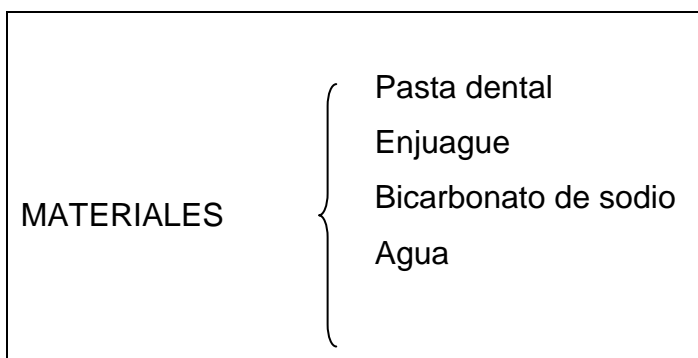 Pasta dental
Enjuague
Bicarbonato de sodio
MATERIALES
Agua